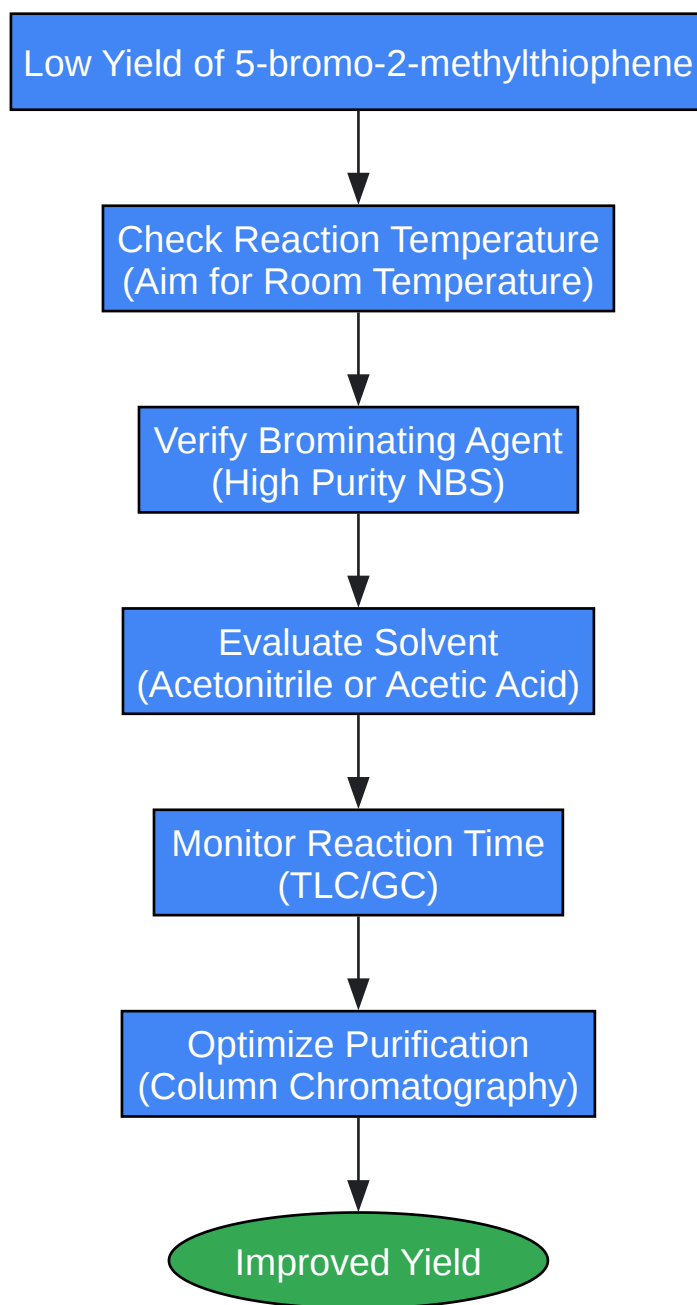 Low Yield of 5-bromo-2-methylthiophene
Check Reaction Temperature
(Aim for Room Temperature)
Verify Brominating Agent
(High Purity NBS)
Evaluate Solvent
(Acetonitrile or Acetic Acid)
Monitor Reaction Time
(TLC/GC)
Optimize Purification
(Column Chromatography)
Improved Yield